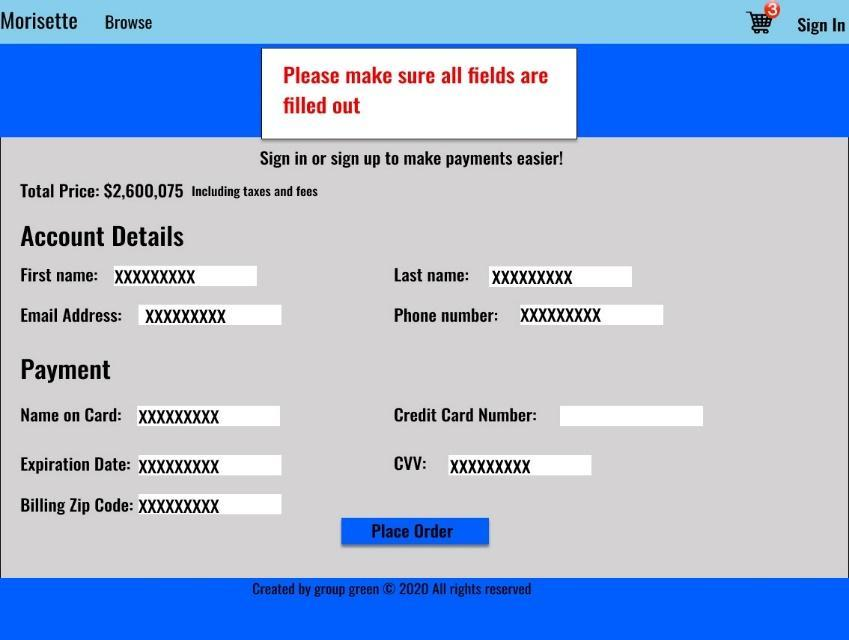 Morisette Browse 3 Sign In
Please make sure all fields are
filled out
Sign in or sign up to make payments easier!
Total Price: $2,600,075 Including taxes and fees
Account Details
First name: XXXXXXXXX Last name: XXXXXXXXX
Email Address: XXXXXXXXX Phone number: XXXXXXXXX
Payment
Name on Card: XXXXXXXXX Credit Card Number:
Expiration Date: XXXXXXXXX CVV: XXXXXXXXX
Billing Zip Code: XXXXXXXXX
Place Order
Created by group green © 2020 All rights reserved